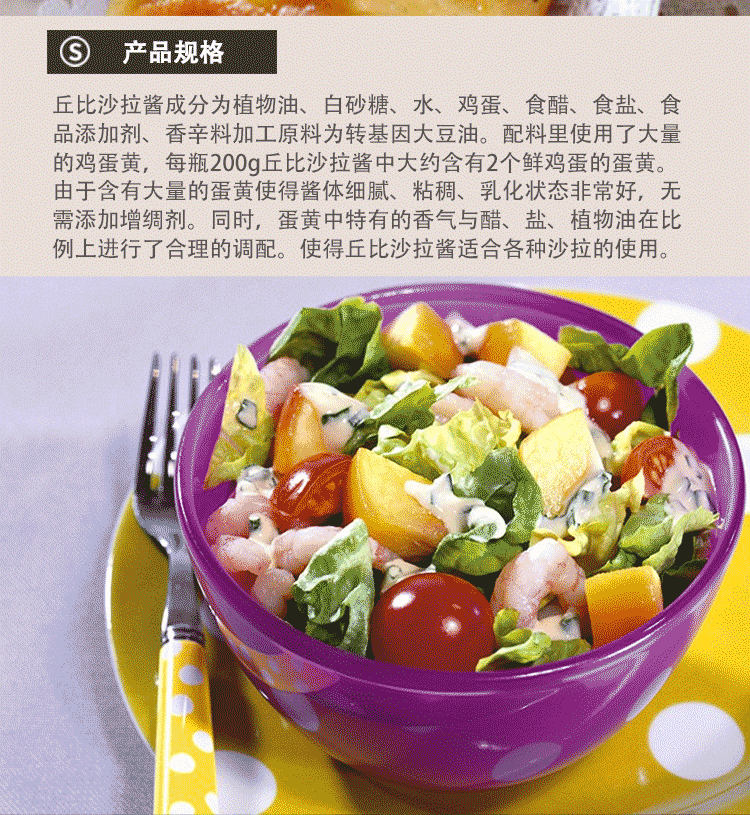 S 产品规格
丘比沙拉酱成分为植物油、白砂糖、水、鸡蛋、食醋、食盐、食
品添加剂、香辛料加工原料为转基因大豆油。配料里使用了大量
的鸡蛋黄，每瓶200g丘比沙拉酱中大约含有2个鲜鸡蛋的蛋黄。
由于含有大量的蛋黄使得酱体细腻、粘稠、乳化状态非常好，无
需添加增绸剂。同时，蛋黄中特有的香气与醋、盐、植物油在比
例上进行了合理的调配。使得丘比沙拉酱适合各种沙拉的使用。